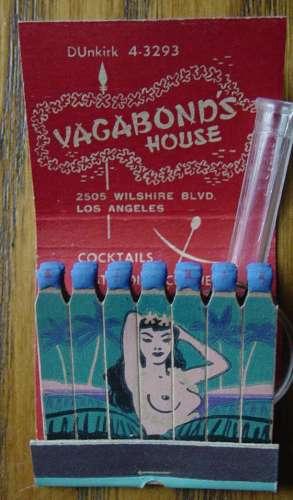 DUnkirk 4-3293
VAGABONDS
HOUSE
2505 WILSHIRE BLVD.
LOS ANGELES
COCKTAILS